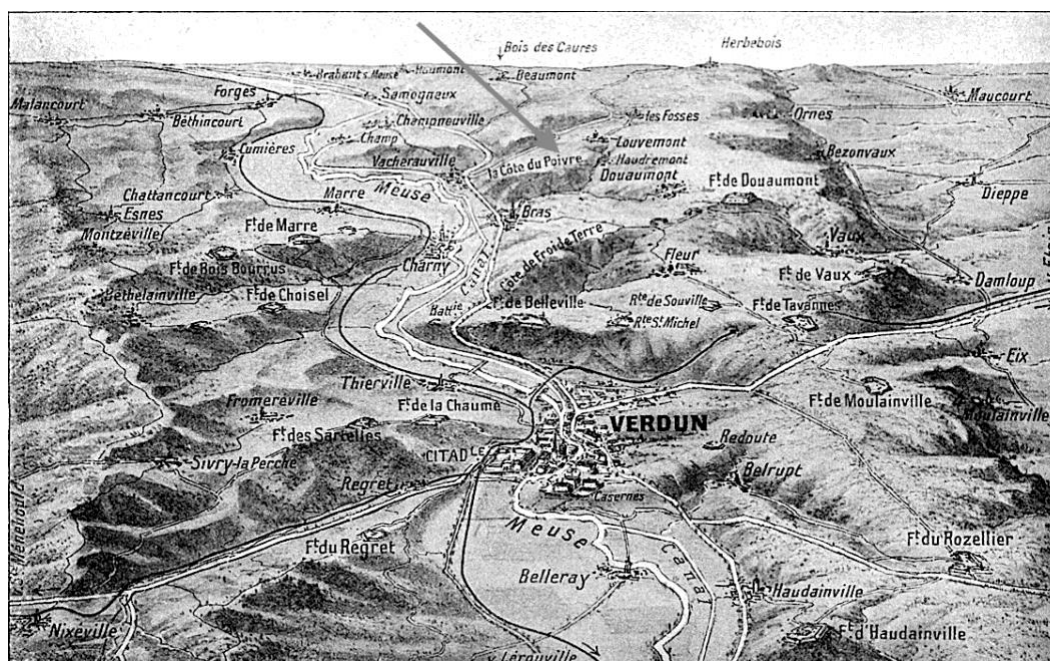 Bois des Caures
Herbebois
Brabant s. Meuse
Haumont
Beaumont
Forges
Samogneux
Maucourt
Malancourt
Béthincourt
Champneuville
les Fosses
Ornes
Champ
Louvemont
Cumières
Vacherauville
la Côte du Poivre
Haudremont
Bezonvaux
Douaumont
Chattancourt
Meuse
Ft. de Douaumont
Dieppe
Marre
Esnes
Bras
Montzéville
Ft. de Marre
Côte de Froide Terre
Vaux
Ft. de Bois Bourrus
Charny
Canal
Fleur
Ft. de Vaux
Damloup
Béthelainville
Ft. de Choisel
Ft. de Belleville
Rte de Souville
Ft. de Tavannes
Batie
Rte St. Michel
Eix
Thierville
Fromeréville
Ft. de la Chaume
Ft. de Moulainville
Moulainville
VERDUN
Ft. des Sartelles
Redoute
CITADLE
Sivry-la-Perche
Belrupt
Regret
Casernes
Meuse
Ft. du Regret
Ft. du Rozellier
Belleray
Canal
Haudainville
Nixéville
Ft. d'Haudainville
v. Lérouville
v. Ste. Ménehould